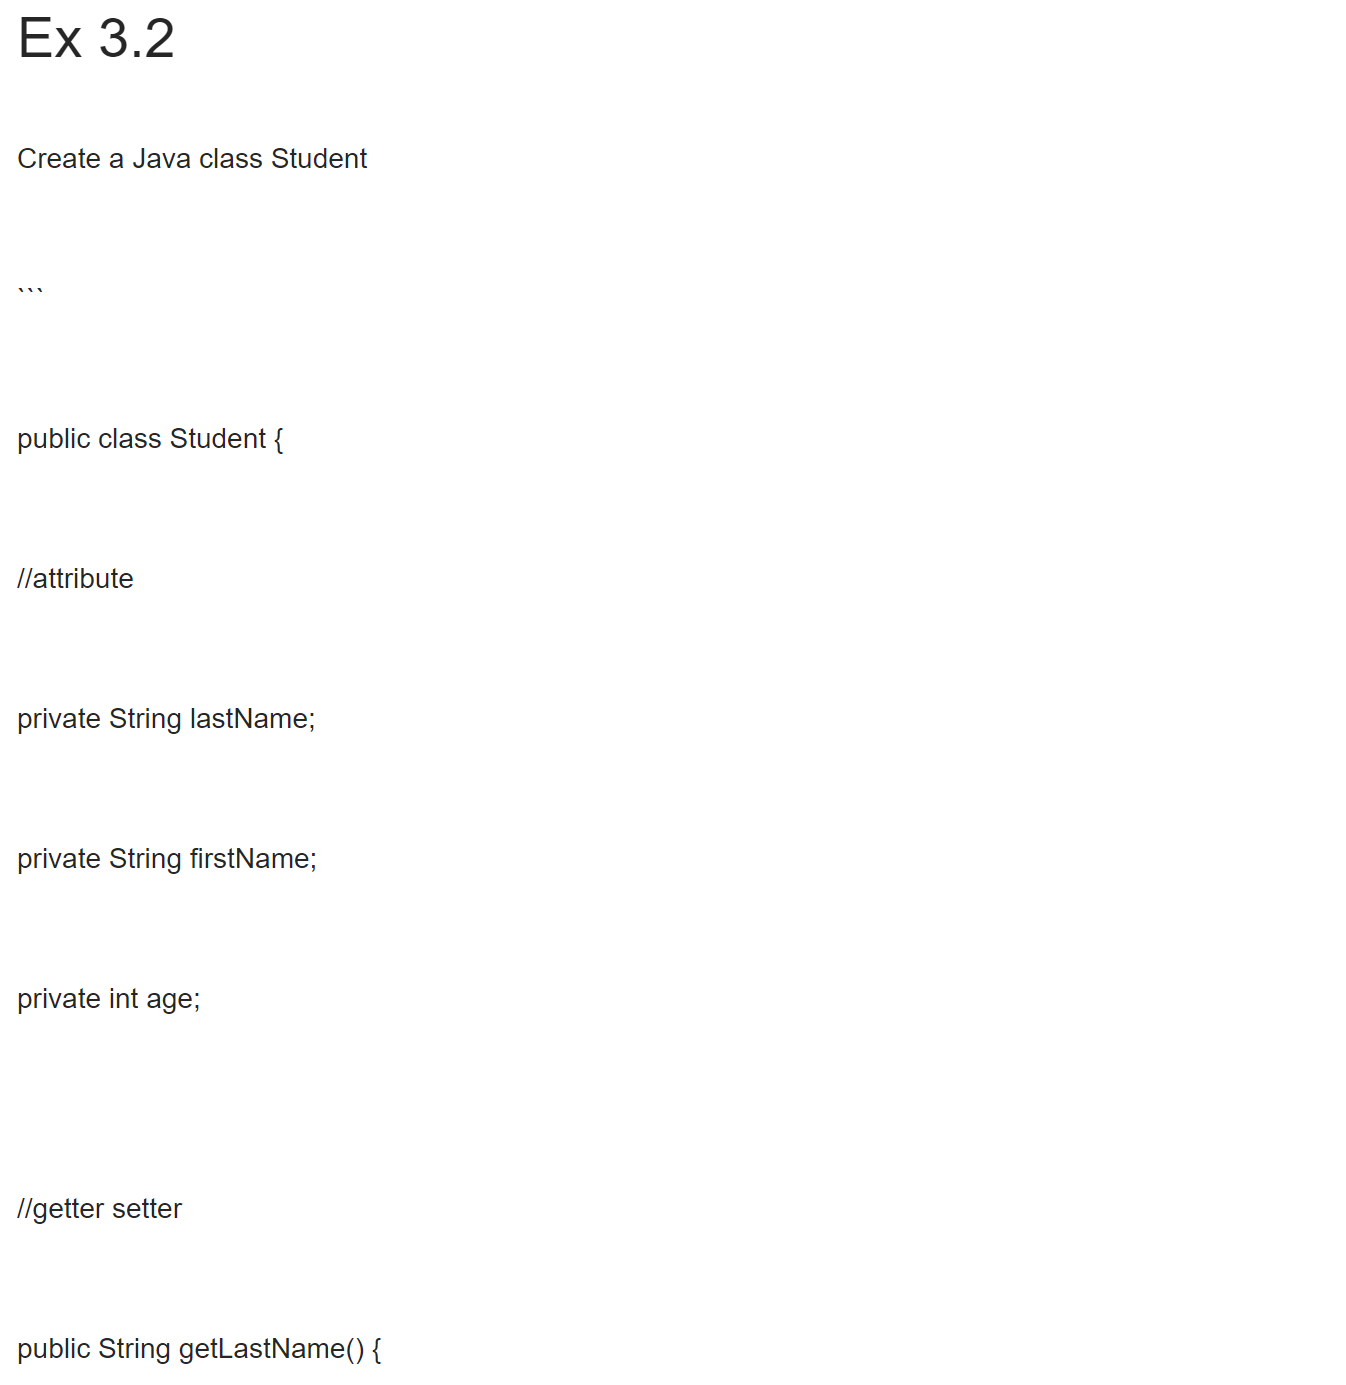 Ex 3.2
Create a Java class Student
```
public class Student {
//attribute
private String lastName;
private String firstName;
private int age;
//getter setter
public String getLastName() {